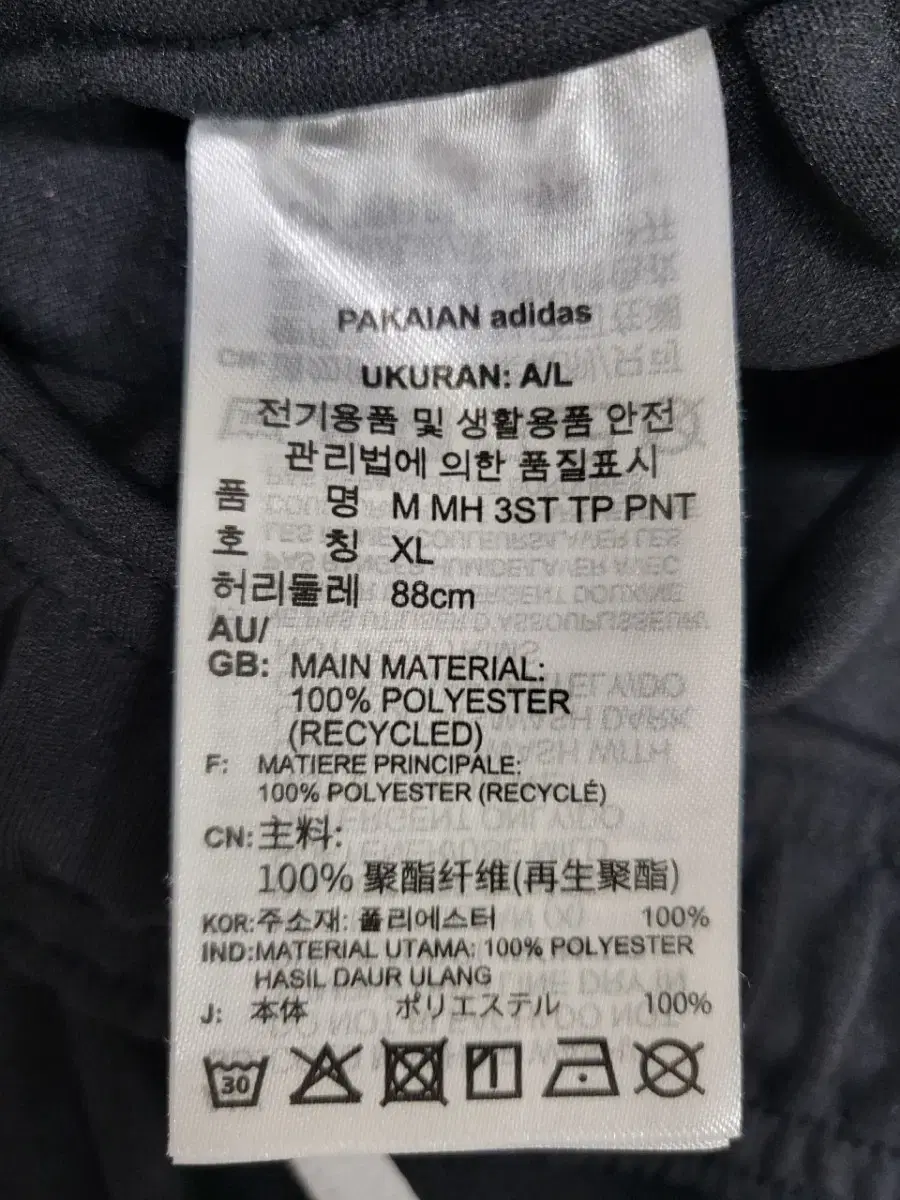 PAKAIAN adidas
UKURAN: A/L
전기용품 및 생활용품 안전
관리법에 의한 품질표시
품 명 M MH 3ST TP PNT
호 칭 XL
허리둘레 88cm
AU/
GB: MAIN MATERIAL:
100% POLYESTER
(RECYCLED)
F: MATIERE PRINCIPALE:
100% POLYESTER (RECYCLÉ)
CN: 主料:
100% 聚酯纤维(再生聚酯)
KOR: 주소재: 폴리에스터 100%
IND: MATERIAL UTAMA: 100% POLYESTER
HASIL DAUR ULANG
J: 本体 ポリエステル 100%
30